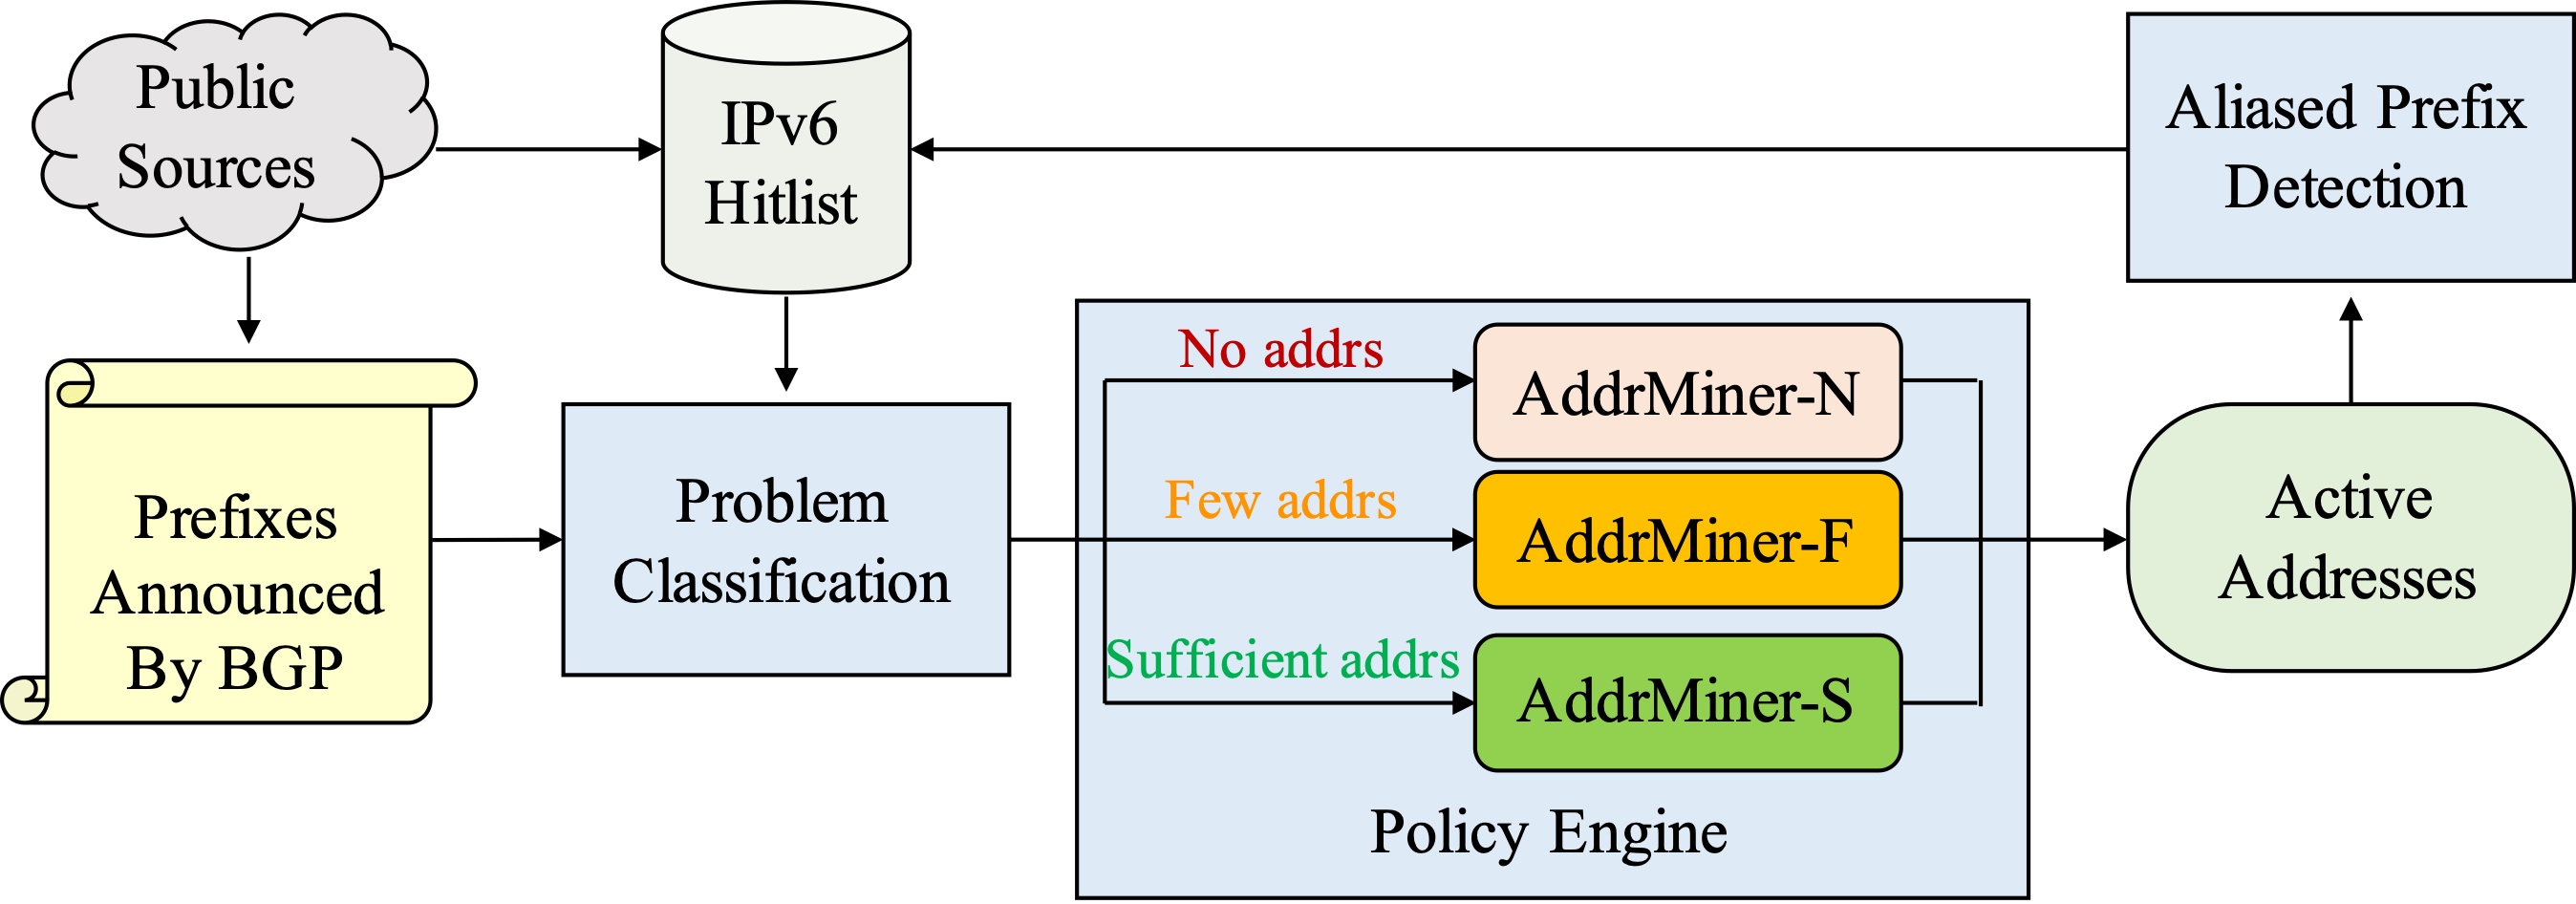 Public
Sources
IPv6
Hitlist
Aliased Prefix
Detection
Prefixes
Announced
By BGP
Problem
Classification
No addrs
AddrMiner-N
Few addrs
AddrMiner-F
Sufficient addrs
AddrMiner-S
Policy Engine
Active
Addresses